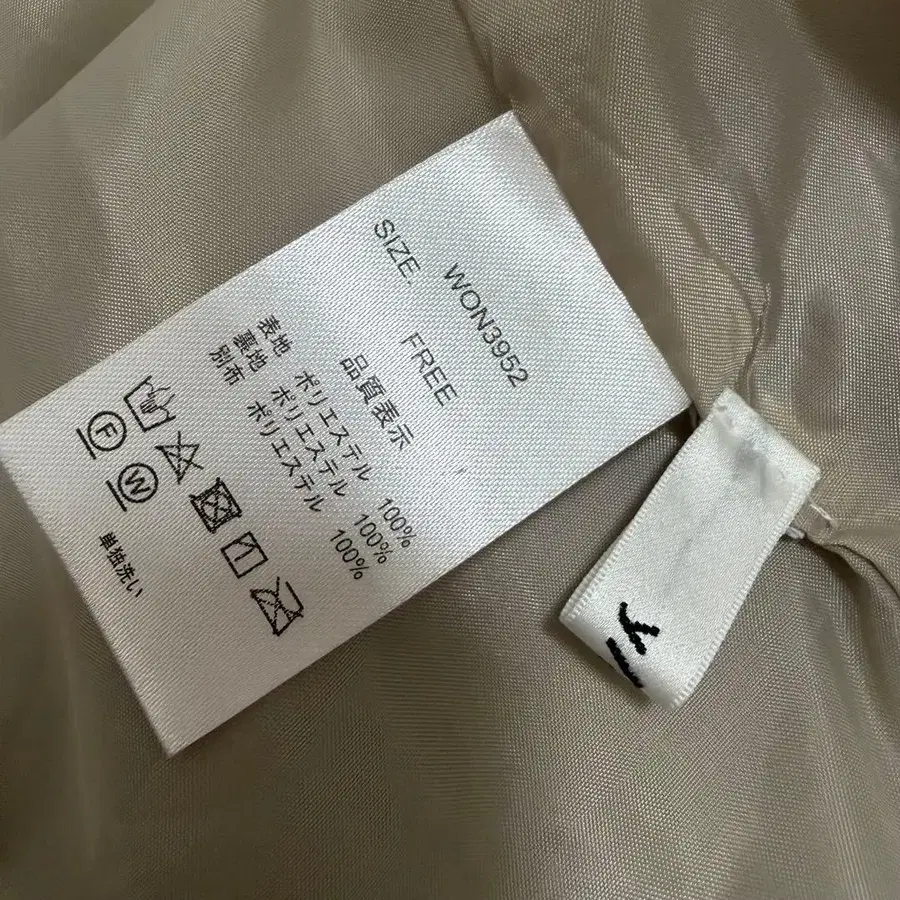 WON3952
SIZE. FREE
品質表示
表地 ポリエステル 100%
裏地 ポリエステル 100%
別布 ポリエステル 100%
F W
単独洗い